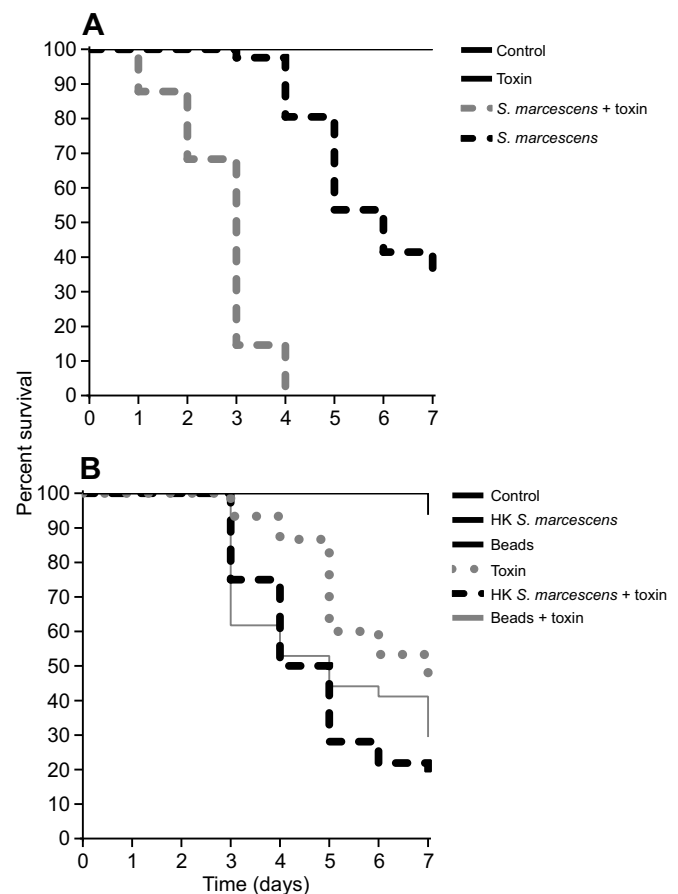 A
100
90
80
70
60
50
40
30
20
10
0
0 1 2 3 4 5 6 7
Control
Toxin
S. marcescens + toxin
S. marcescens
Percent survival
B
100
90
80
70
60
50
40
30
20
10
0
0 1 2 3 4 5 6 7
Time (days)
Control
HK S. marcescens
Beads
Toxin
HK S. marcescens + toxin
Beads + toxin